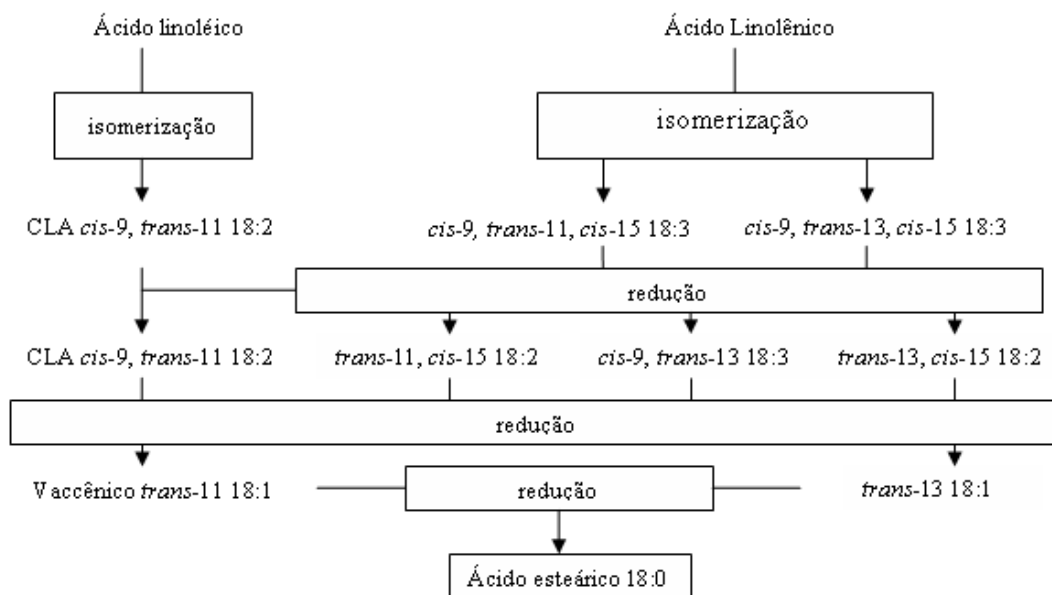 Ácido linoléico
Ácido Linolênico
isomerização
isomerização
CLA cis-9, trans-11 18:2
cis-9, trans-11, cis-15 18:3
cis-9, trans-13, cis-15 18:3
redução
CLA cis-9, trans-11 18:2
trans-11, cis-15 18:2
cis-9, trans-13 18:3
trans-13, cis-15 18:2
redução
Vaccênico trans-11 18:1
redução
trans-13 18:1
Ácido esteárico 18:0